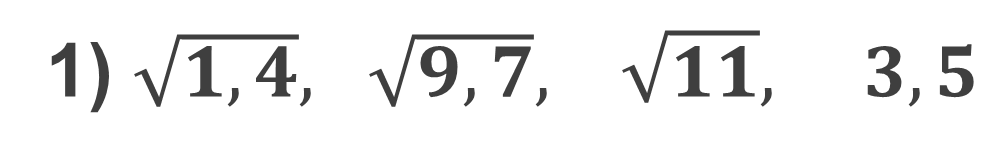 1) √1,4, √9,7, √11, 3,5